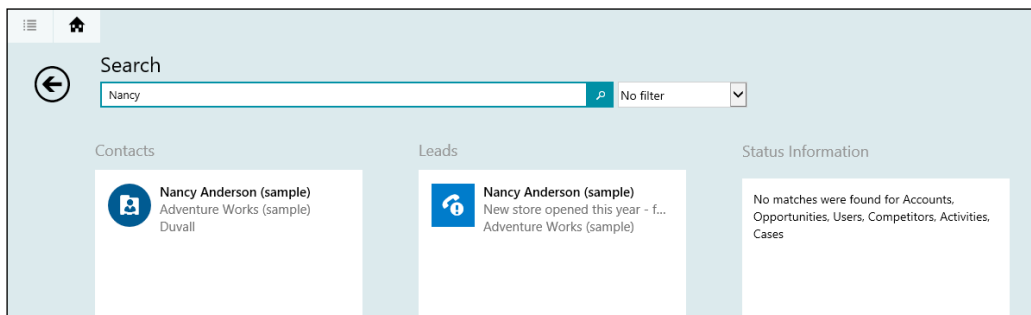 Search
Nancy
No filter
Contacts
Nancy Anderson (sample)
Adventure Works (sample)
Duvall
Leads
Nancy Anderson (sample)
New store opened this year - f...
Adventure Works (sample)
Status Information
No matches were found for Accounts,
Opportunities, Users, Competitors, Activities,
Cases